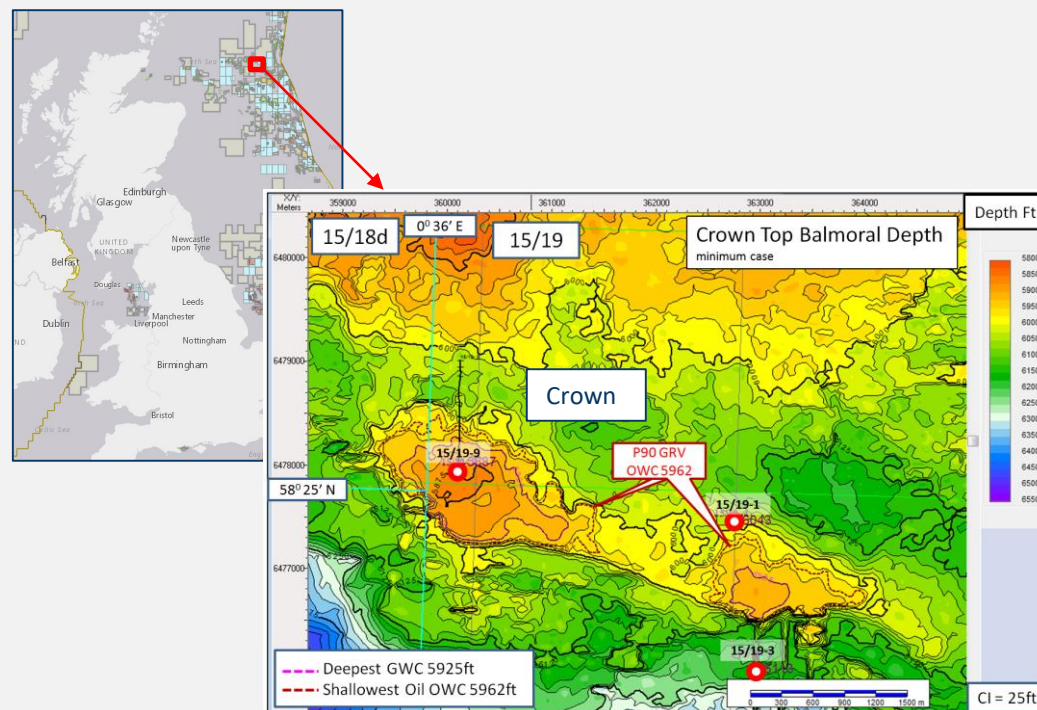 Edinburgh
Glasgow
UNITED
KINGDOM
Newcastle
upon Tyne
Belfast
Douglas
Leeds
Manchester
Liverpool
Dublin
Nottingham
Birmingham
Bristol
X/Y:
Meters
359000
360000
361000
362000
363000
364000
Depth Ft
15/18d
0⁰ 36’ E
15/19
Crown Top Balmoral Depth
minimum case
6480000
6479000
6478000
6477000
Crown
15/19-9
P90 GRV
OWC 5962
15/19-1
58⁰ 25’ N
15/19-3
Deepest GWC 5925ft
Shallowest Oil OWC 5962ft
0 300 600 900 1200 1500 m
CI = 25ft
5800
5850
5900
5950
6000
6050
6100
6150
6200
6250
6300
6350
6400
6450
6500
6550